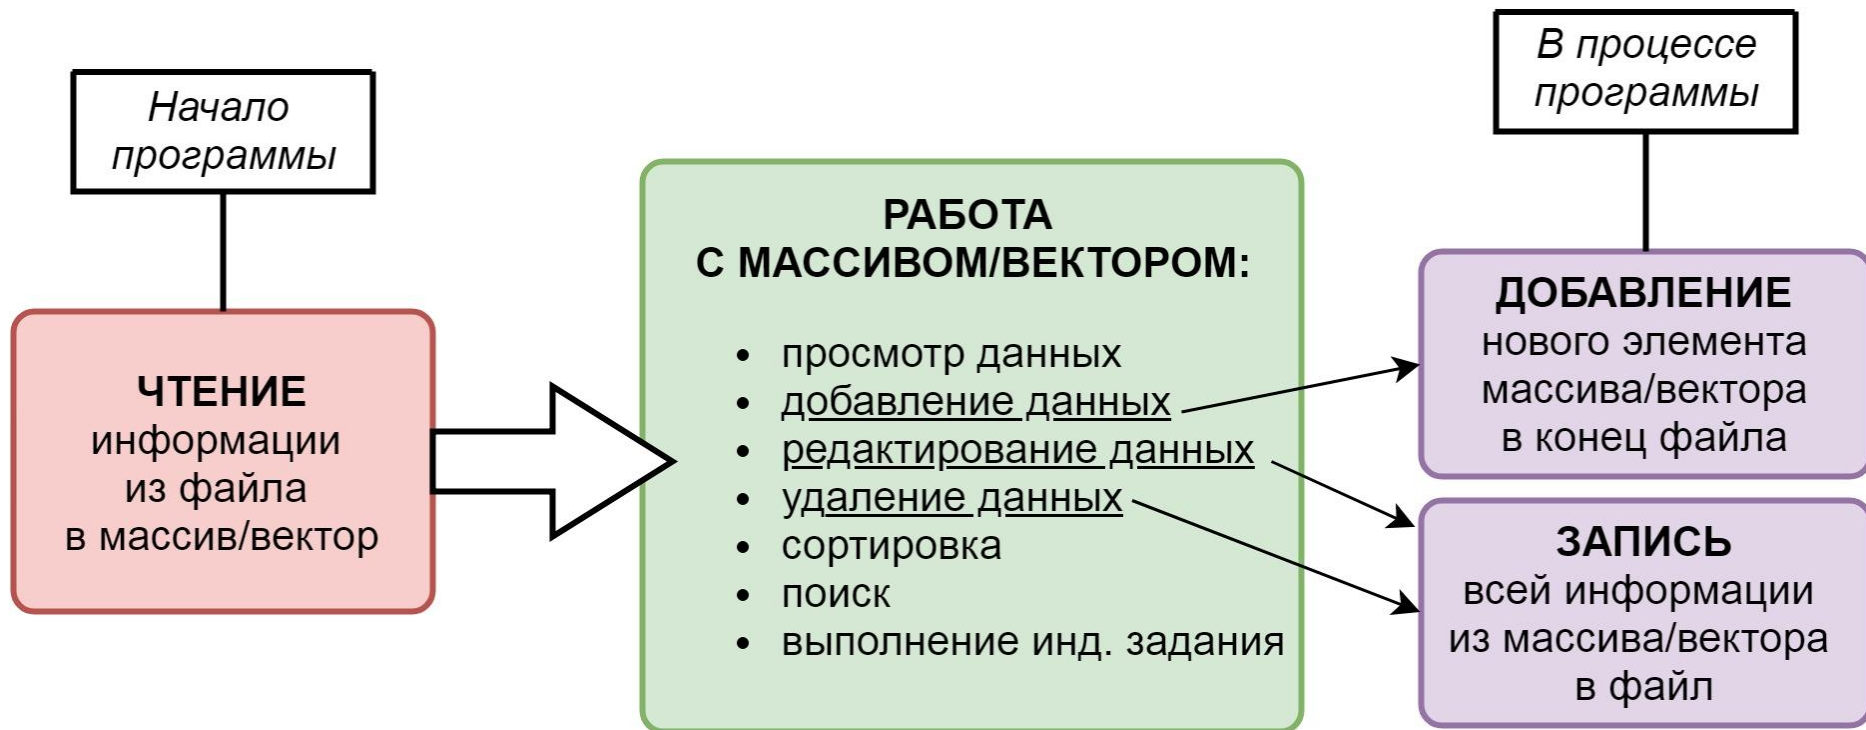 Начало
программы
ЧТЕНИЕ
информации
из файла
в массив/вектор
РАБОТА
С МАССИВОМ/ВЕКТОРОМ:
• просмотр данных
• добавление данных
• редактирование данных
• удаление данных
• сортировка
• поиск
• выполнение инд. задания
В процессе
программы
ДОБАВЛЕНИЕ
нового элемента
массива/вектора
в конец файла
ЗАПИСЬ
всей информации
из массива/вектора
в файл